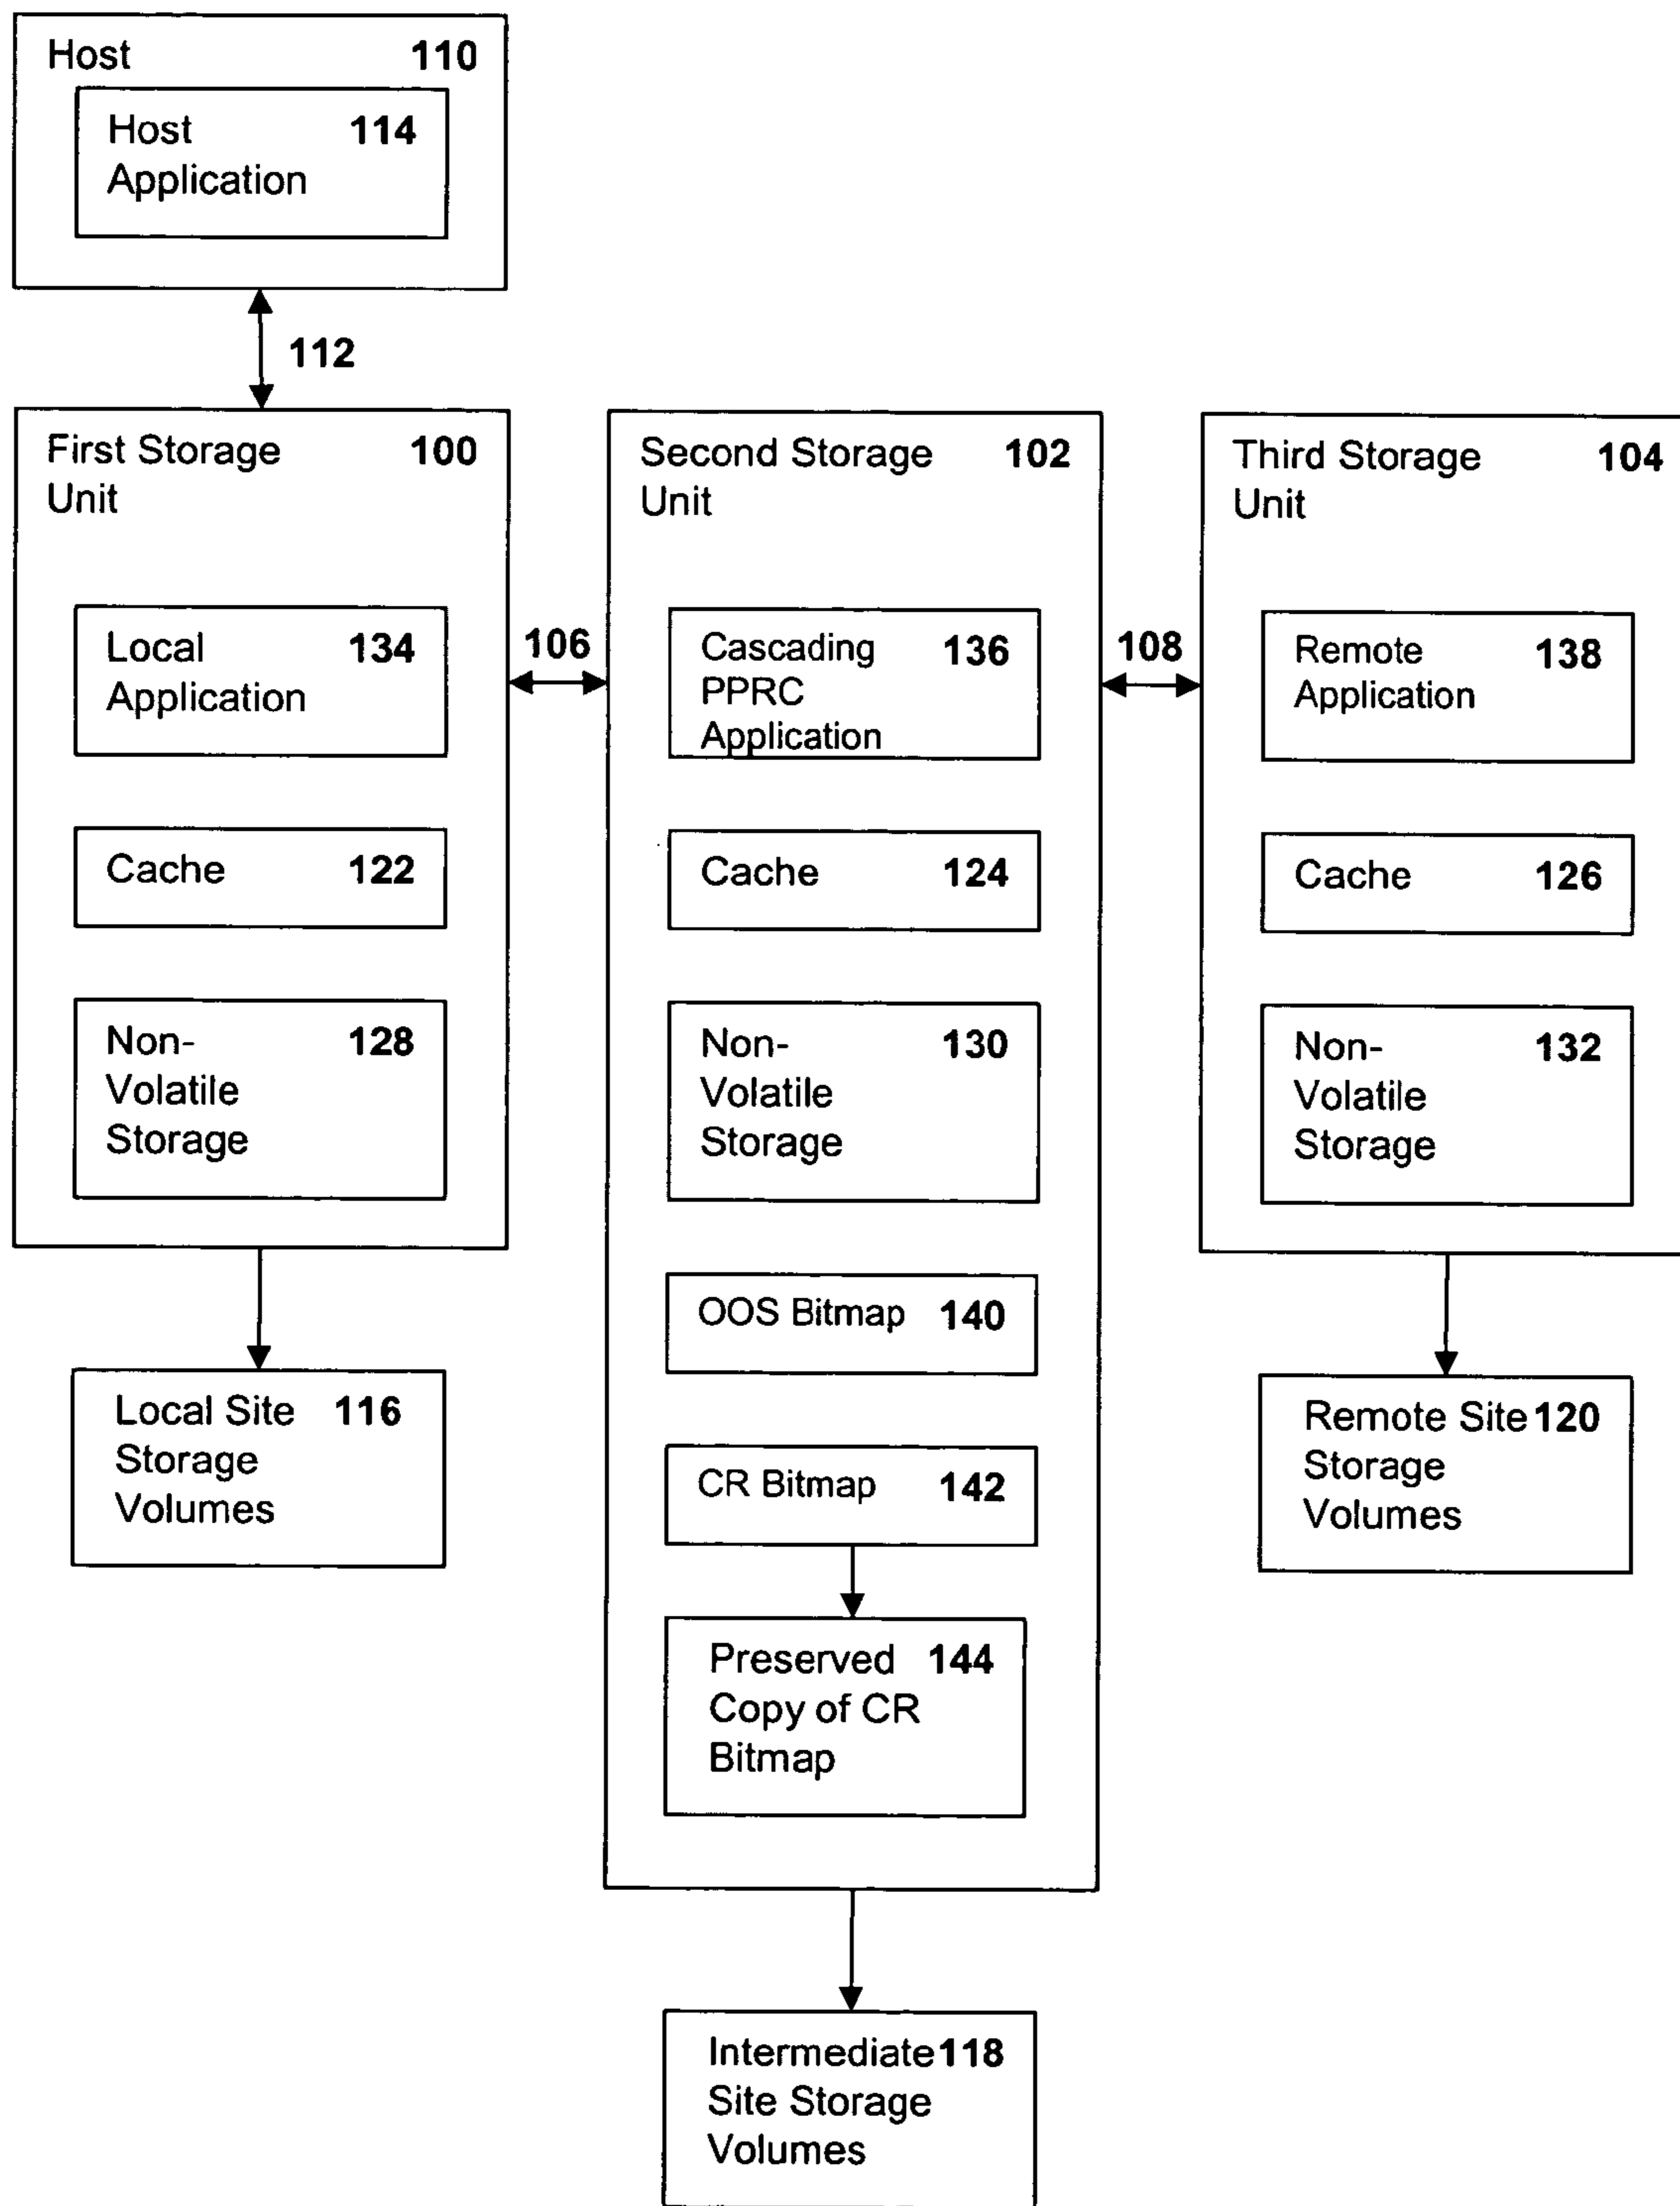 Host 110
Host 114
Application
112
First Storage 100
Unit
Local 134
Application
Cache 122
Non- 128
Volatile
Storage
Local Site 116
Storage
Volumes
106
Second Storage 102
Unit
Cascading 136
PPRC
Application
Cache 124
Non- 130
Volatile
Storage
OOS Bitmap 140
CR Bitmap 142
Preserved 144
Copy of CR
Bitmap
Intermediate 118
Site Storage
Volumes
108
Third Storage 104
Unit
Remote 138
Application
Cache 126
Non- 132
Volatile
Storage
Remote Site 120
Storage
Volumes